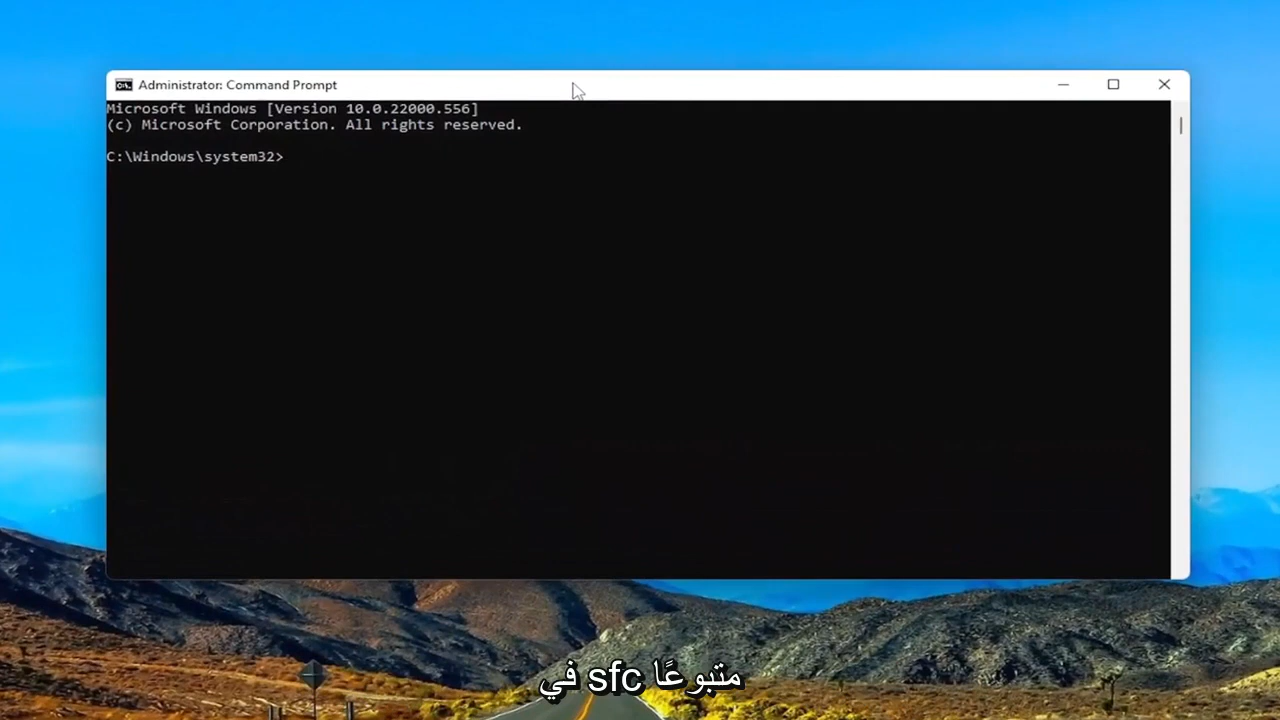 Administrator: Command Prompt
Microsoft Windows [Version 10.0.22000.556]
(c) Microsoft Corporation. All rights reserved.
C:\Windows\system32>
متبوعًا sfc في